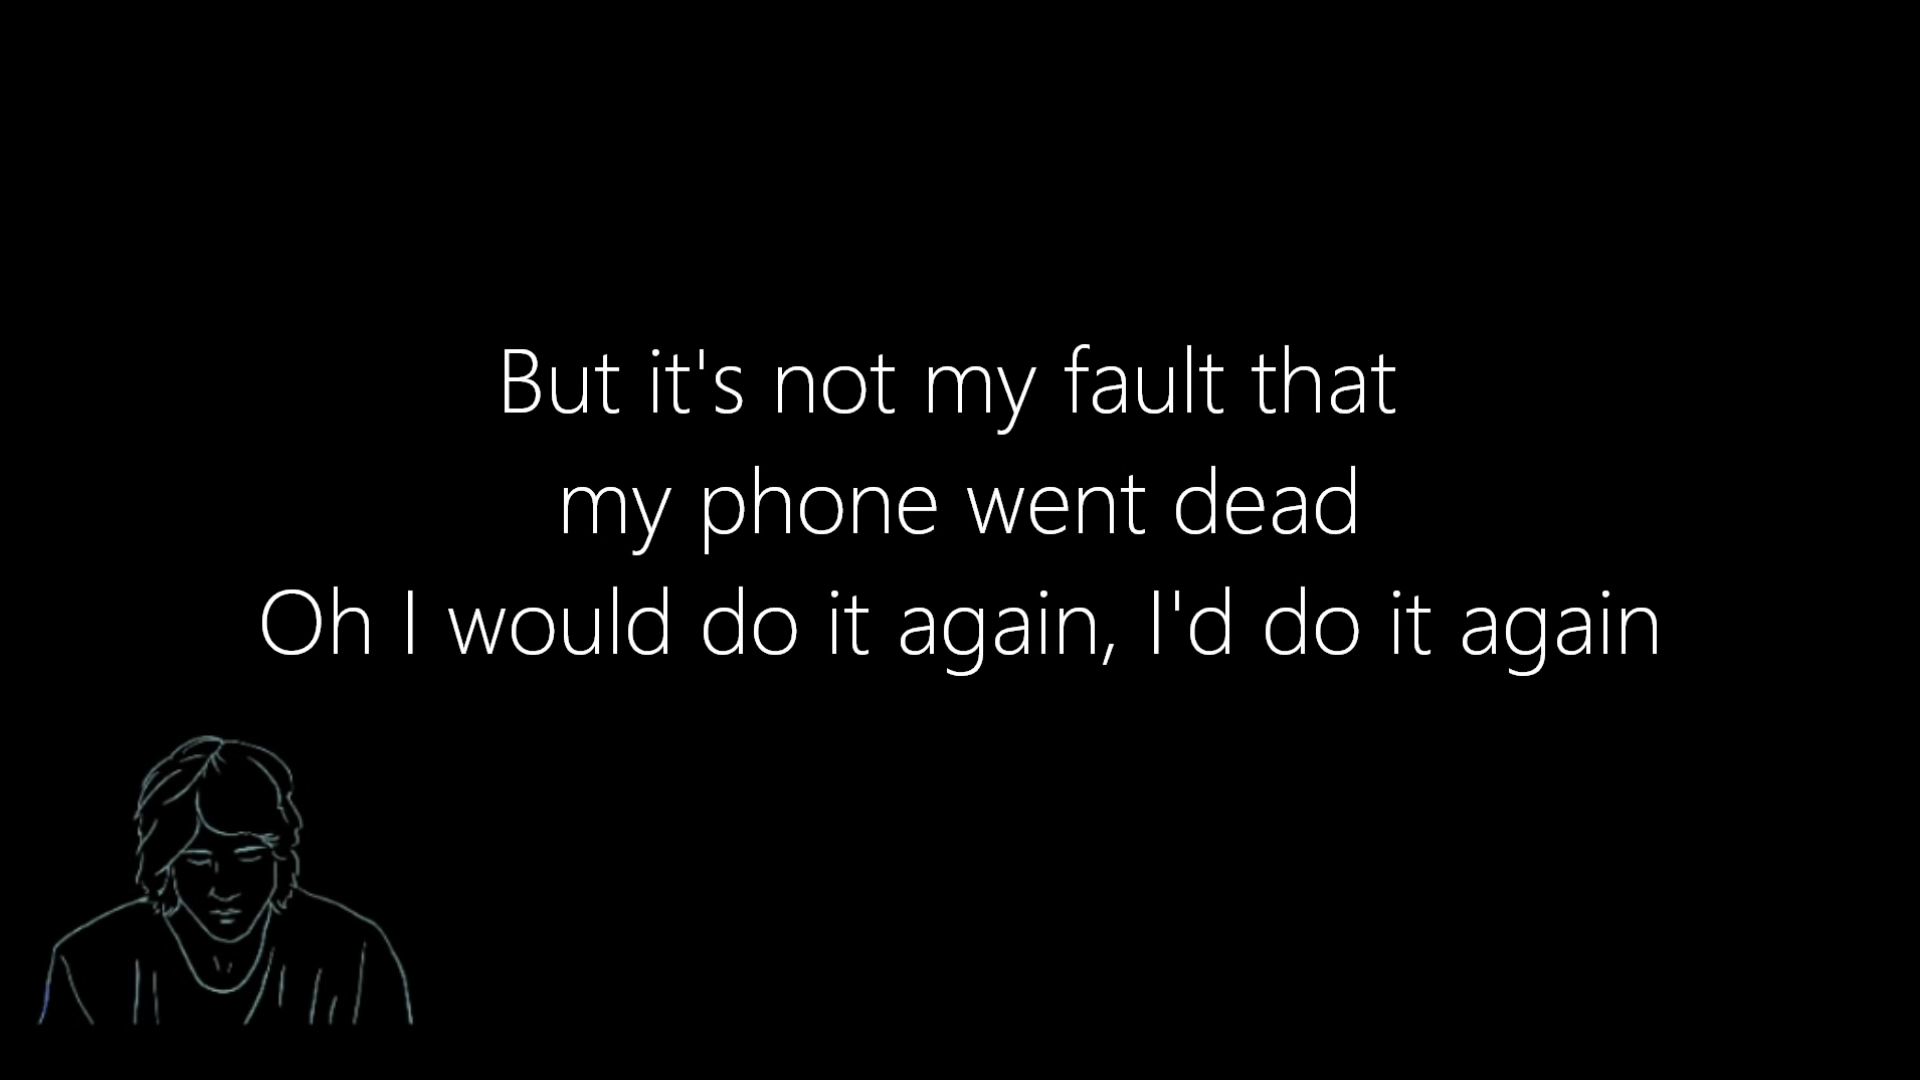 But it's not my fault that
my phone went dead
Oh I would do it again, I'd do it again